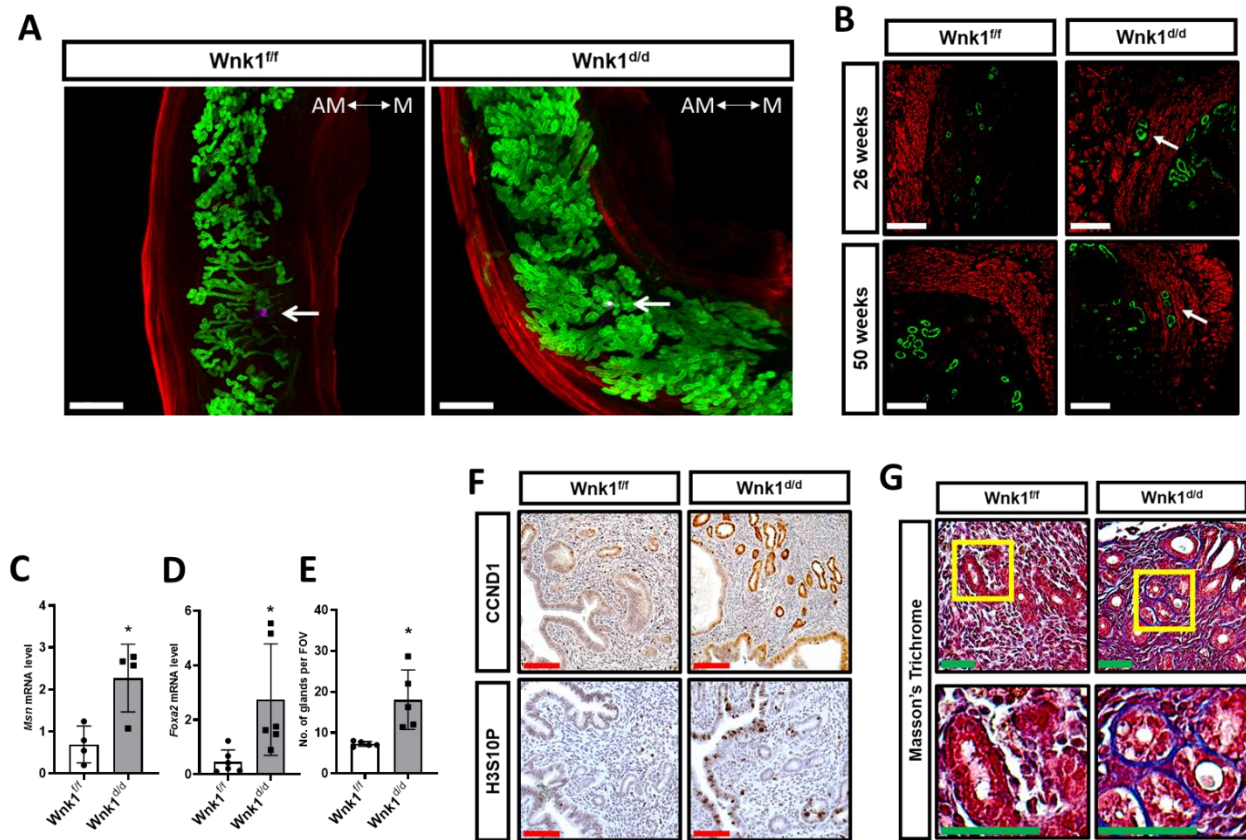 A
Wnk1f/f
Wnk1d/d
AM M
AM M
B
Wnk1f/f
Wnk1d/d
26 weeks
50 weeks
C
Msn mRNA level
4
3
2
1
0
*
Wnk1f/f
Wnk1d/d
D
Foxa2 mRNA level
6
4
2
0
*
Wnk1f/f
Wnk1d/d
E
No. of glands per FOV
40
30
20
10
0
*
Wnk1f/f
Wnk1d/d
F
Wnk1f/f
Wnk1d/d
CCND1
H3S10P
G
Wnk1f/f
Wnk1d/d
Masson's Trichrome